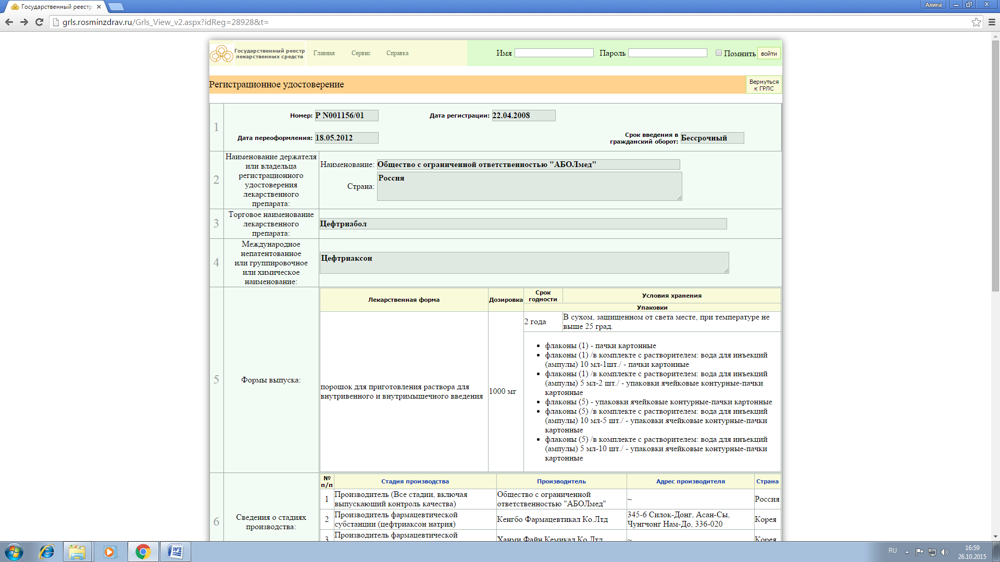 Государственный реестр
Алина
grls.rosminzdrav.ru/Grls_View_v2.aspx?idReg=28928&t=
Государственный реестр
лекарственных средств
Главная
Сервис
Справка
Имя
Пароль
Помнить
войти
Регистрационное удостоверение
Вернуться
к ГРЛС
1
Номер: Р N001156/01
Дата регистрации: 22.04.2008
Дата переоформления: 18.05.2012
Срок введения в
гражданский оборот: Бессрочный
2
Наименование держателя
или владельца
регистрационного
удостоверения
лекарственного
препарата:
Наименование: Общество с ограниченной ответственностью "АБОЛмед"
Страна: Россия
3
Торговое наименование
лекарственного
препарата:
Цефтриабол
4
Международное
непатентованное
или группировочное
или химическое
наименование:
Цефтриаксон
5
Формы выпуска:
Лекарственная форма
Дозировка
Срок
годности
Условия хранения
Упаковки
порошок для приготовления раствора для
внутривенного и внутримышечного введения
1000 мг
2 года
В сухом, защищенном от света месте, при температуре не
выше 25 град.
флаконы (1) - пачки картонные
флаконы (1) /в комплекте с растворителем: вода для инъекций
(ампулы) 10 мл-1шт./ - пачки картонные
флаконы (1) /в комплекте с растворителем: вода для инъекций
(ампулы) 5 мл-2 шт./ - упаковки ячейковые контурные-пачки
картонные
флаконы (5) - упаковки ячейковые контурные-пачки картонные
флаконы (5) /в комплекте с растворителем: вода для инъекций
(ампулы) 10 мл-5 шт./ - упаковки ячейковые контурные-пачки
картонные
флаконы (5) /в комплекте с растворителем: вода для инъекций
(ампулы) 5 мл-10 шт./ - упаковки ячейковые контурные-пачки
картонные
6
Сведения о стадиях
производства:
№
п/п
Стадия производства
Производитель
Адрес производителя
Страна
1
Производитель (Все стадии, включая
выпускающий контроль качества)
Общество с ограниченной
ответственностью "АБОЛмед"
~
Россия
2
Производитель фармацевтической
субстанции (цефтриаксон натрия)
Кенгбо Фармацевтикал Ко.Лтд
345-6 Силок-Донг, Асан-Сы,
Чунгчонг Нам-До, 336-020
Корея
3
Производитель фармацевтической
Ханми Файн Кемикал Ко.Лтд
~
Корея
RU
16:59
26.10.2015